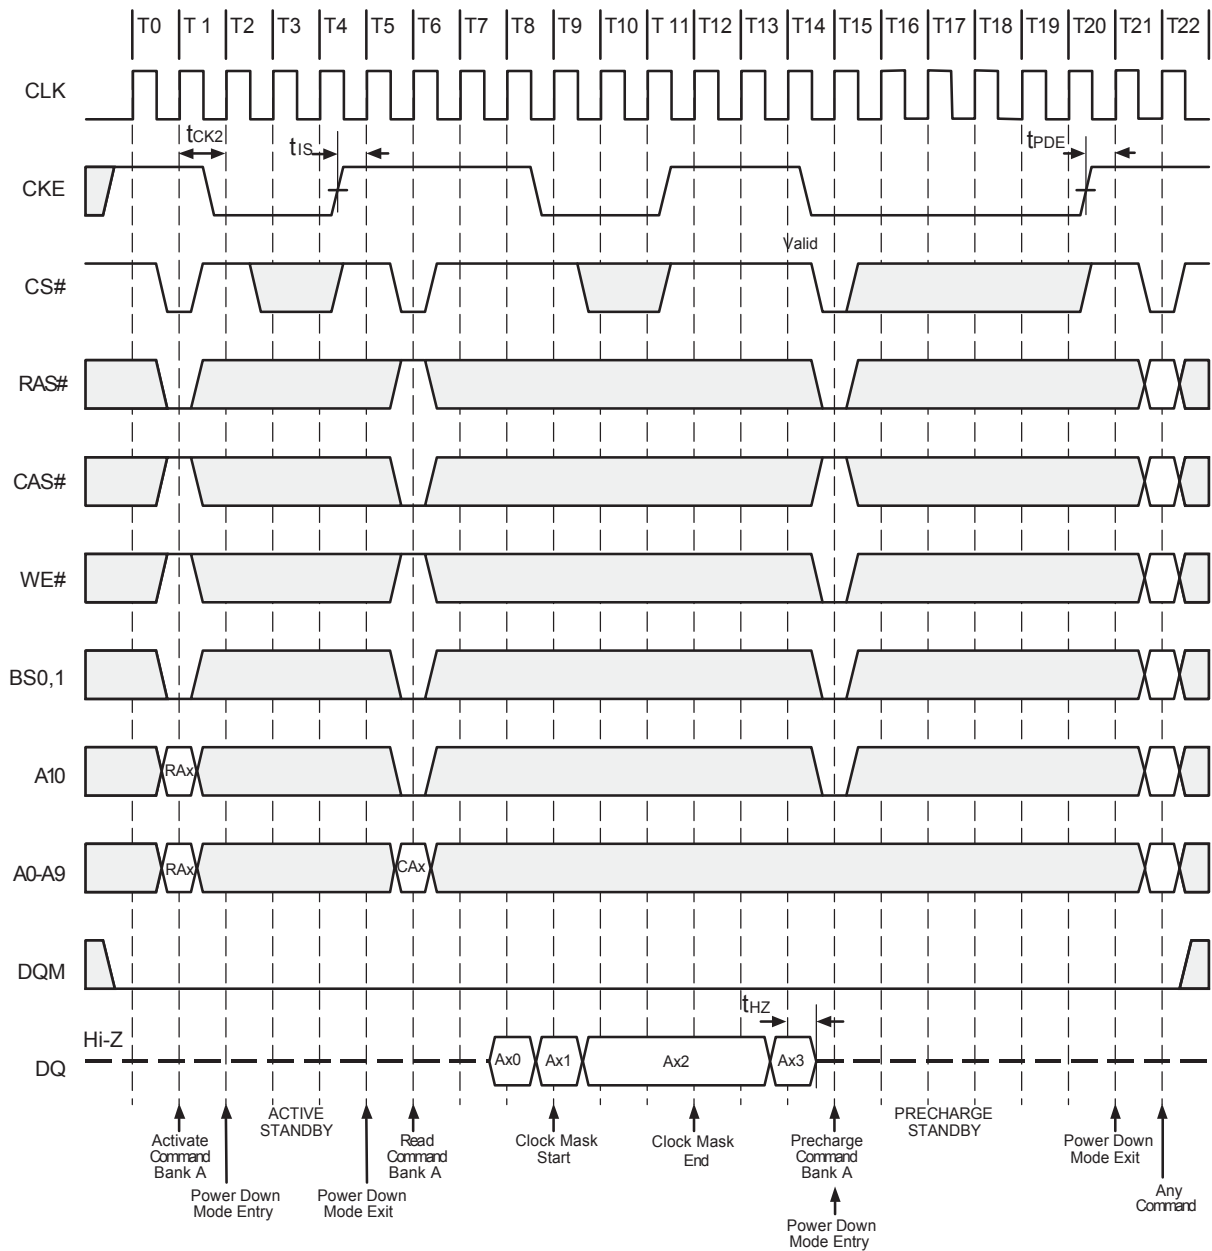 T0 T 1 T2 T3 T4 T5 T6 T7 T8 T9 T10 T 11 T12 T13 T14 T15 T16 T17 T18 T19 T20 T21 T22
CLK
tCK2
tIS
tPDE
CKE
Valid
CS#
RAS#
CAS#
WE#
BS0,1
A10
RAx
A0-A9
RAx
CAx
DQM
tHZ
Hi-Z
DQ
Ax0
Ax1
Ax2
Ax3
Activate
Command
Bank A
Power Down
Mode Entry
ACTIVE
STANDBY
Power Down
Mode Exit
Read
Command
Bank A
Clock Mask
Start
Clock Mask
End
Precharge
Command
Bank A
Power Down
Mode Entry
PRECHARGE
STANDBY
Power Down
Mode Exit
Any
Command